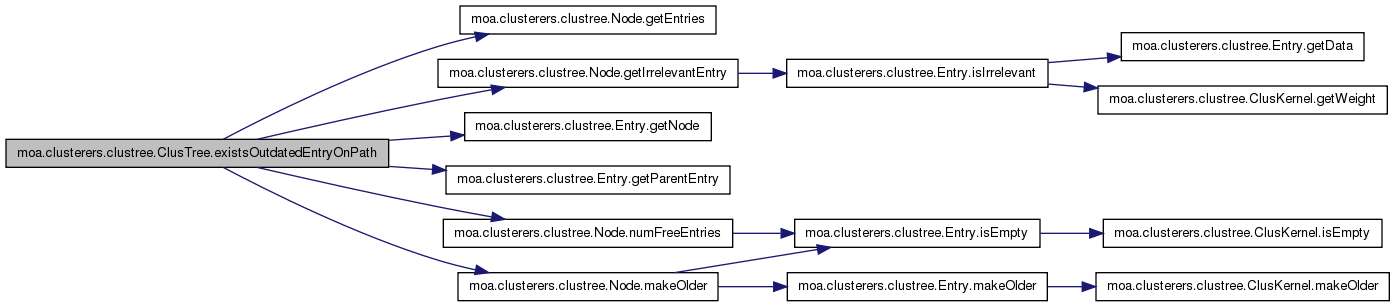 moa.clusterers.clustree.ClusTree.existsOutdatedEntryOnPath
moa.clusterers.clustree.Node.getEntries
moa.clusterers.clustree.Node.getIrrelevantEntry
moa.clusterers.clustree.Entry.getNode
moa.clusterers.clustree.Entry.getParentEntry
moa.clusterers.clustree.Node.numFreeEntries
moa.clusterers.clustree.Node.makeOlder
moa.clusterers.clustree.Entry.isIrrelevant
moa.clusterers.clustree.Entry.isEmpty
moa.clusterers.clustree.Entry.makeOlder
moa.clusterers.clustree.Entry.getData
moa.clusterers.clustree.ClusKernel.getWeight
moa.clusterers.clustree.ClusKernel.isEmpty
moa.clusterers.clustree.ClusKernel.makeOlder